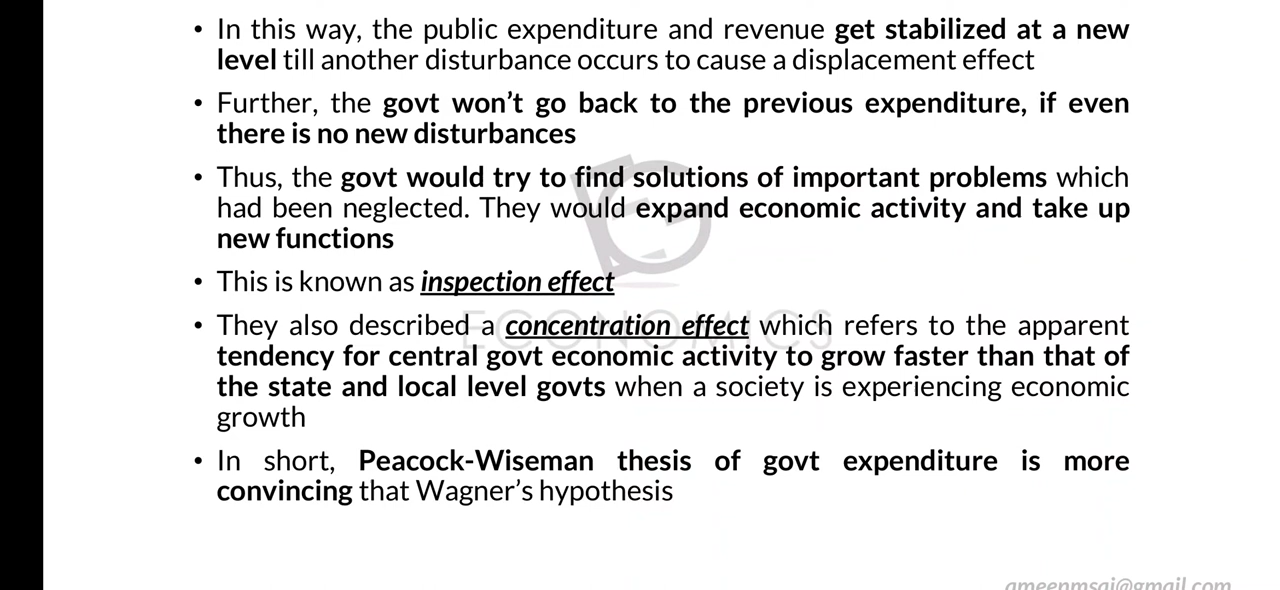 • In this way, the public expenditure and revenue get stabilized at a new
level till another disturbance occurs to cause a displacement effect
• Further, the govt won't go back to the previous expenditure, if even
there is no new disturbances
• Thus, the govt would try to find solutions of important problems which
had been neglected. They would expand economic activity and take up
new functions
• This is known as inspection effect
• They also described a concentration effect which refers to the apparent
ECONOMICS
tendency for central govt economic activity to grow faster than that of
the state and local level govts when a society is experiencing economic
growth
• In short, Peacock-Wiseman thesis of govt expenditure is more
convincing that Wagner's hypothesis
ameenmsai@gmail.com